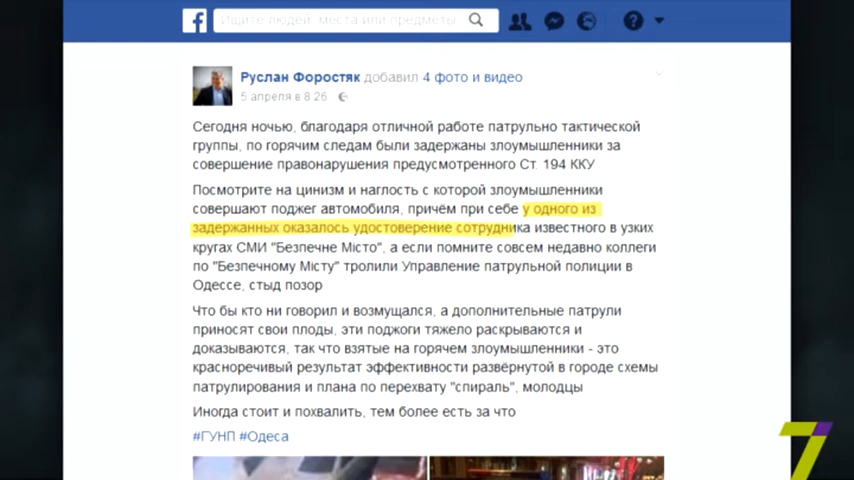 Ищите людей, места или предметы
Руслан Форостяк добавил 4 фото и видео
5 апреля в 8:26
Сегодня ночью, благодаря отличной работе патрульно тактической
группы, по горячим следам были задержаны злоумышленники за
совершение правонарушения предусмотренного Ст. 194 ККУ
Посмотрите на цинизм и наглость с которой злоумышленники
совершают поджег автомобиля, причём при себе у одного из
задержанных оказалось удостоверение сотрудника известного в узких
кругах СМИ "Безпечне Місто", а если помните совсем недавно коллеги
по "Безпечному Місту" тролили Управление патрульной полиции в
Одессе, стыд позор
Что бы кто ни говорил и возмущался, а дополнительные патрули
приносят свои плоды, эти поджоги тяжело раскрываются и
доказываются, так что взятые на горячем злоумышленники - это
красноречивый результат эффективности развёрнутой в городе схемы
патрулирования и плана по перехвату "спираль", молодцы
Иногда стоит и похвалить, тем более есть за что
#ГУНП #Одеса
7